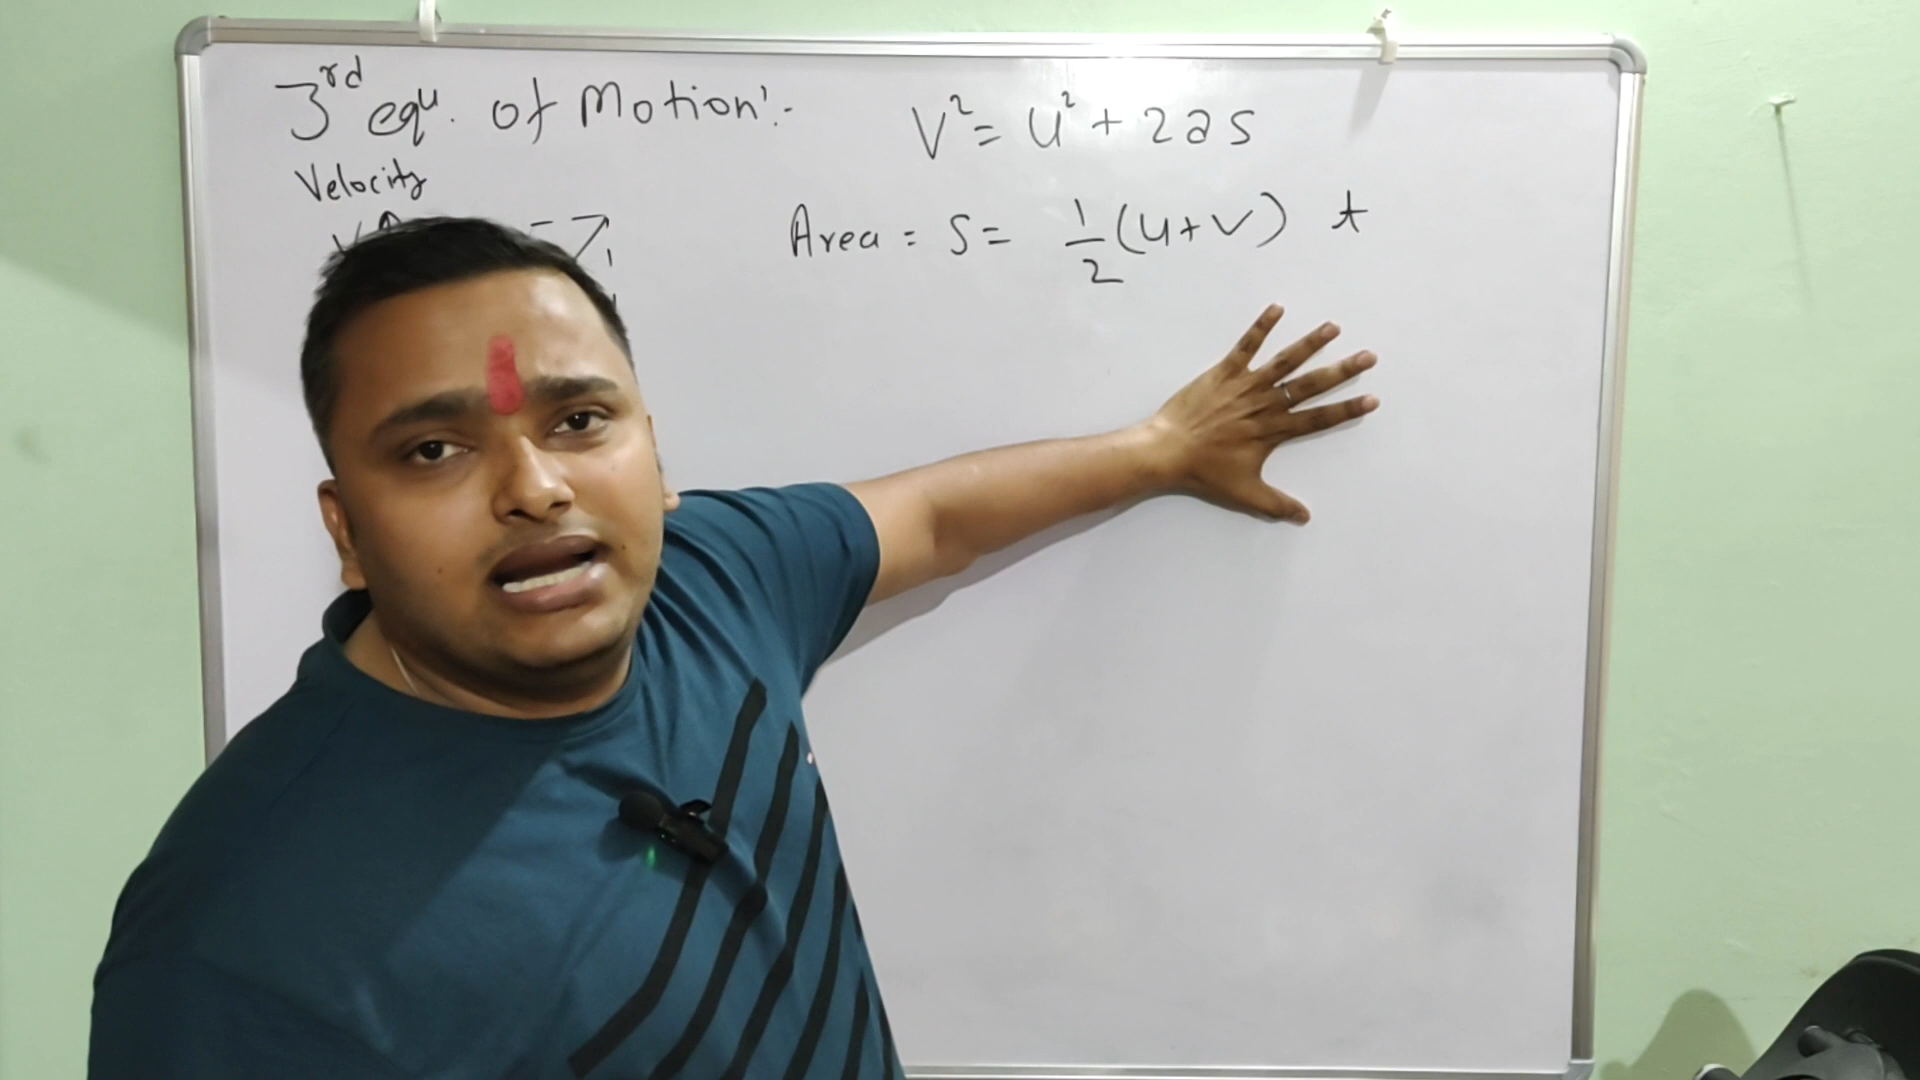 3rd equ. of Motion:-
V² = u² + 2as
Velocity
Area = S = 1/2 (u+v) t